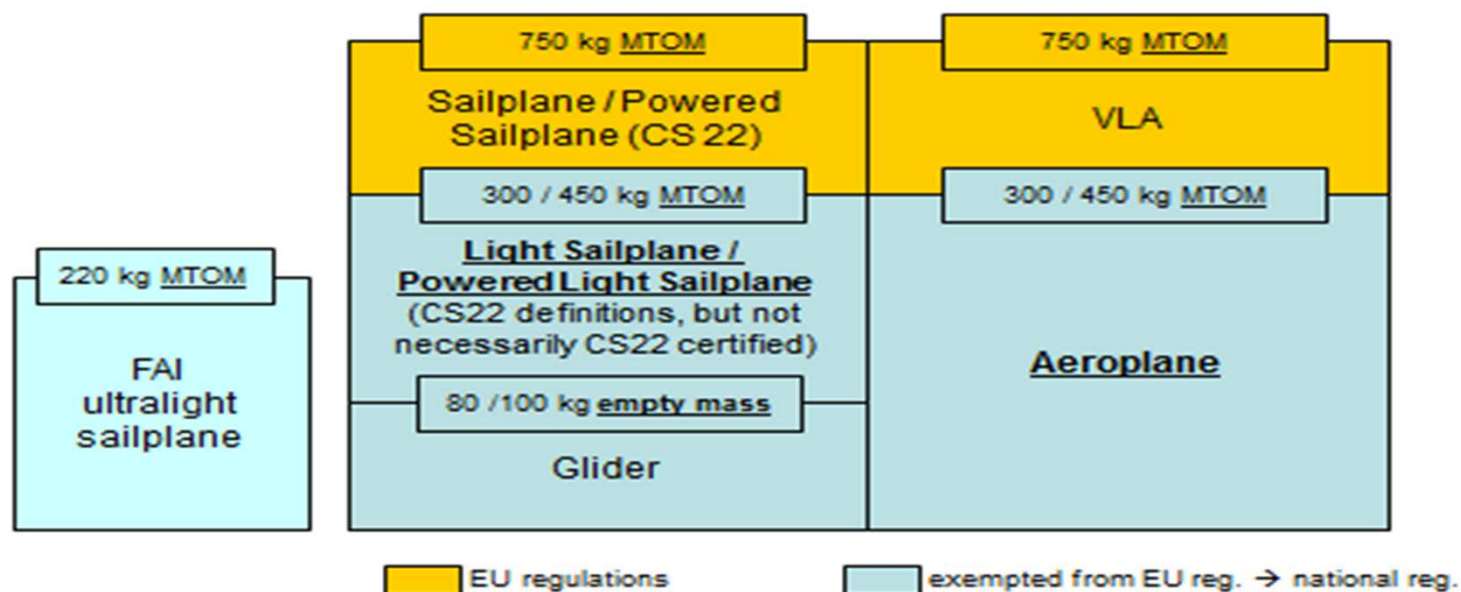 750 kg MTOM
Sailplane / Powered
Sailplane (CS 22)
300 / 450 kg MTOM
Light Sailplane /
Powered Light Sailplane
(CS22 definitions, but not
necessarily CS22 certified)
80 /100 kg empty mass
Glider
750 kg MTOM
VLA
300 / 450 kg MTOM
Aeroplane
220 kg MTOM
FAI
ultralight
sailplane
EU regulations
exempted from EU reg. → national reg.